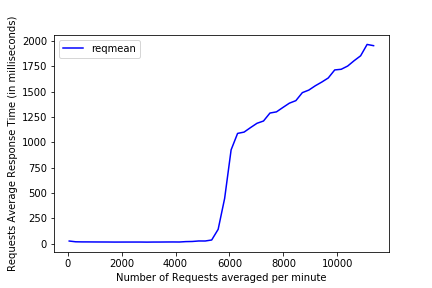 reqmean
2000
1750
1500
1250
1000
750
500
250
0
Requests Average Response Time (in milliseconds)
0 2000 4000 6000 8000 10000
Number of Requests averaged per minute